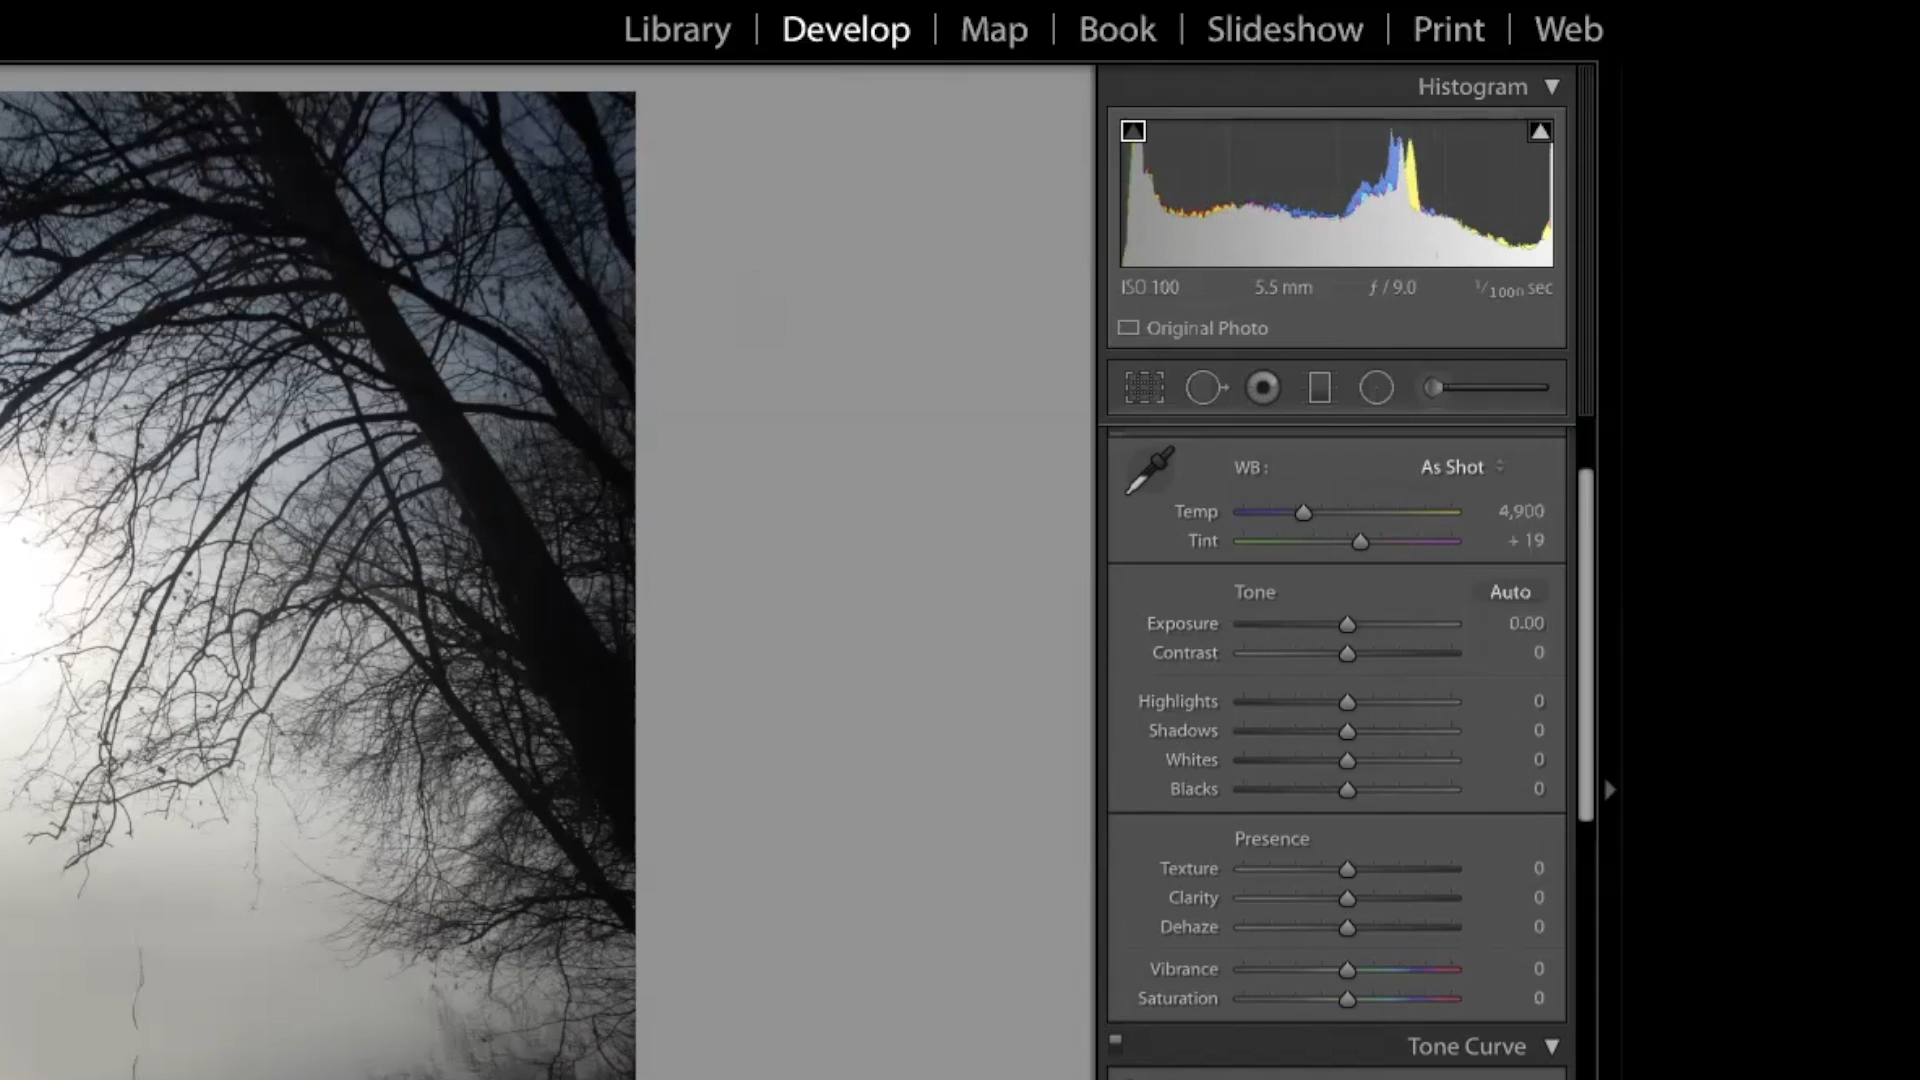 Library | Develop | Map | Book | Slideshow | Print | Web
Histogram
ISO 100 5.5 mm ƒ / 9.0 1/1000 sec
Original Photo
WB: As Shot
Temp 4,900
Tint + 19
Tone Auto
Exposure 0.00
Contrast 0
Highlights 0
Shadows 0
Whites 0
Blacks 0
Presence
Texture 0
Clarity 0
Dehaze 0
Vibrance 0
Saturation 0
Tone Curve